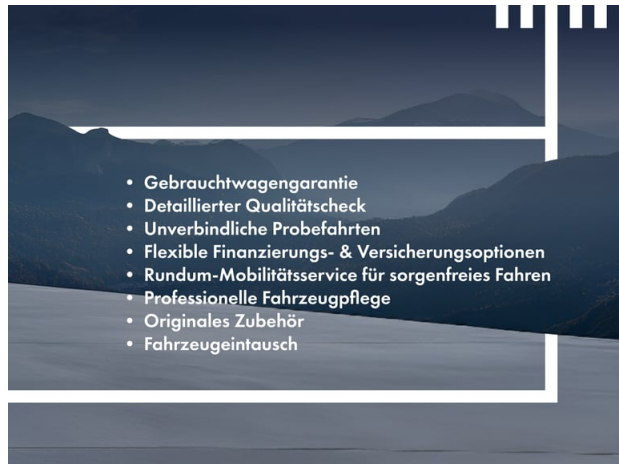 • Gebrauchtwagengarantie
• Detaillierter Qualitätscheck
• Unverbindliche Probefahrten
• Flexible Finanzierungs- & Versicherungsoptionen
• Rundum-Mobilitätsservice für sorgenfreies Fahren
• Professionelle Fahrzeugpflege
• Originales Zubehör
• Fahrzeugeintausch